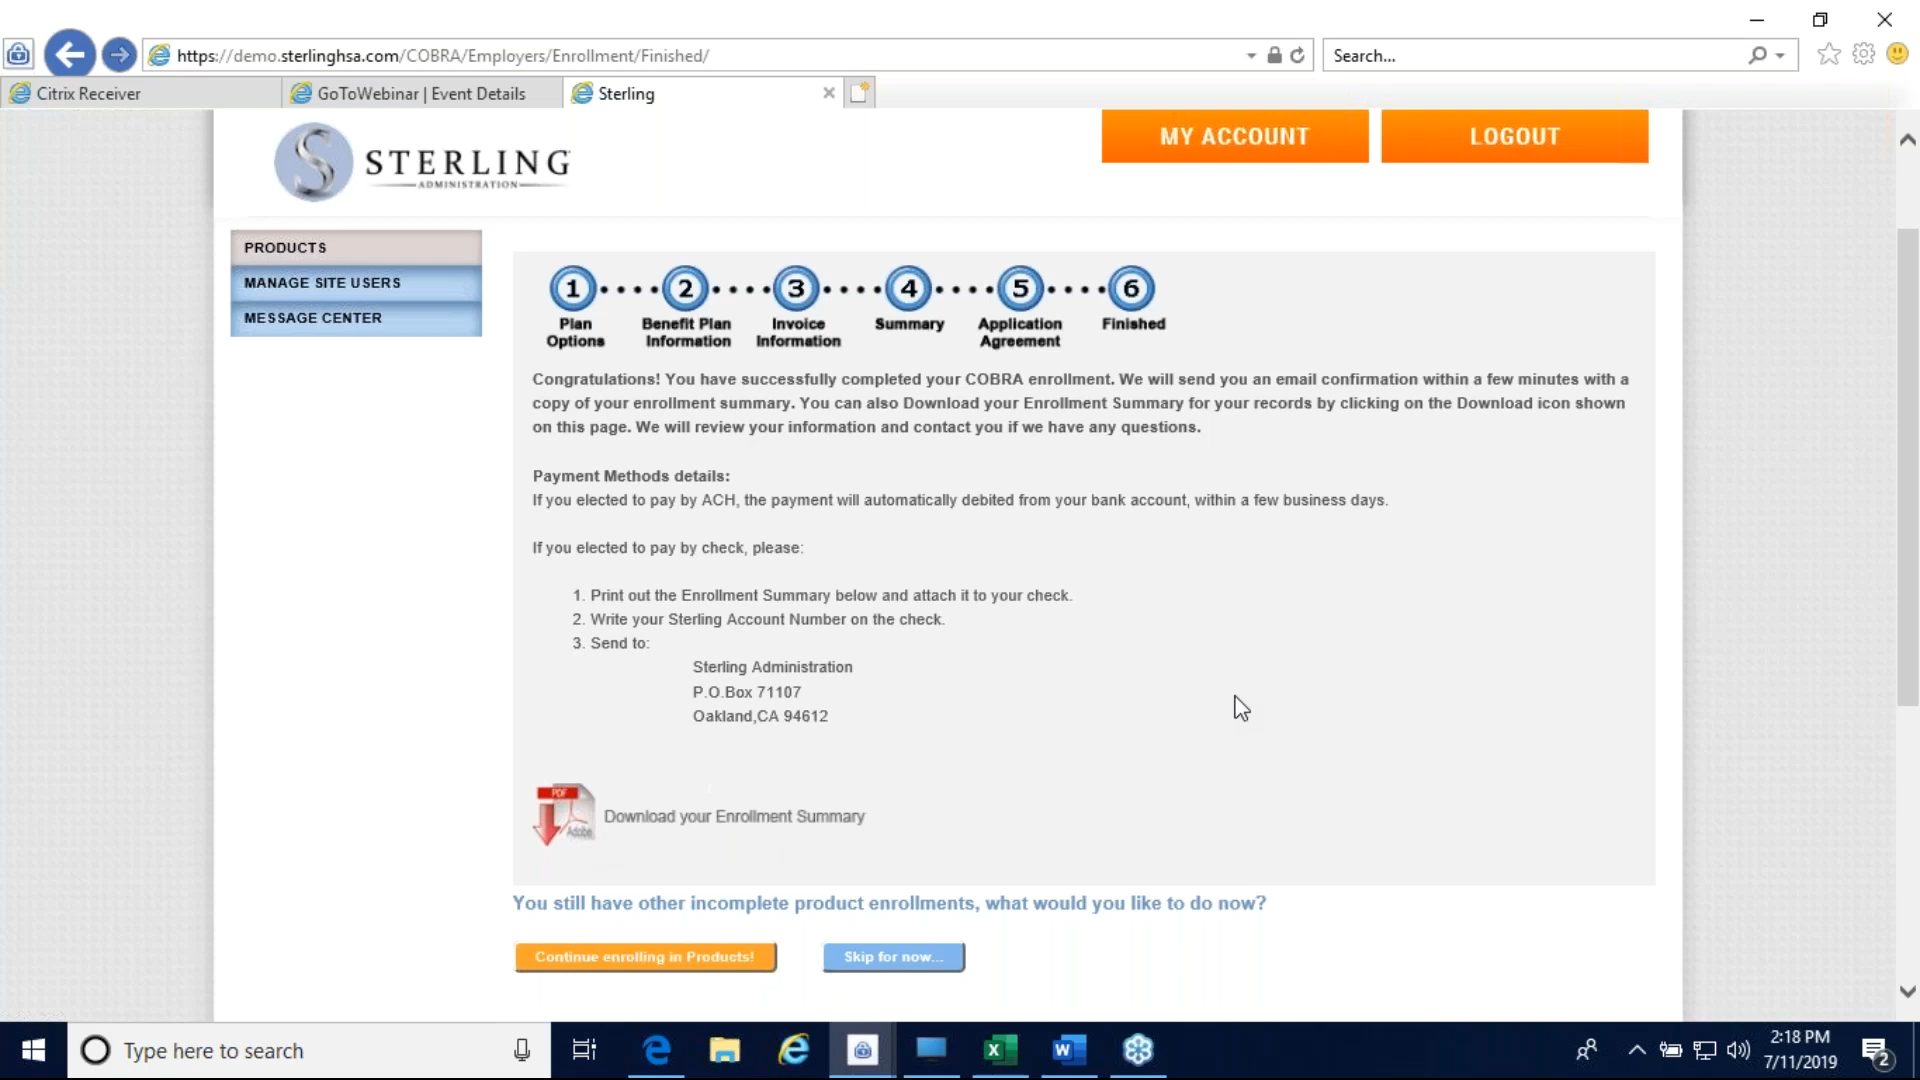 https://demo.sterlinghsa.com/COBRA/Employers/Enrollment/Finished/
Search...
Citrix Receiver
GoToWebinar | Event Details
Sterling
S
STERLING
ADMINISTRATION
MY ACCOUNT
LOGOUT
PRODUCTS
MANAGE SITE USERS
MESSAGE CENTER
1 2 3 4 5 6
Plan Options
Benefit Plan Information
Invoice Information
Summary
Application Agreement
Finished
Congratulations! You have successfully completed your COBRA enrollment. We will send you an email confirmation within a few minutes with a
copy of your enrollment summary. You can also Download your Enrollment Summary for your records by clicking on the Download icon shown
on this page. We will review your information and contact you if we have any questions.
Payment Methods details:
If you elected to pay by ACH, the payment will automatically debited from your bank account, within a few business days.
If you elected to pay by check, please:
1. Print out the Enrollment Summary below and attach it to your check.
2. Write your Sterling Account Number on the check.
3. Send to:
Sterling Administration
P.O.Box 71107
Oakland,CA 94612
PDF
Adobe
Download your Enrollment Summary
You still have other incomplete product enrollments, what would you like to do now?
Continue enrolling in Products!
Skip for now...
Type here to search
2:18 PM
7/11/2019
2